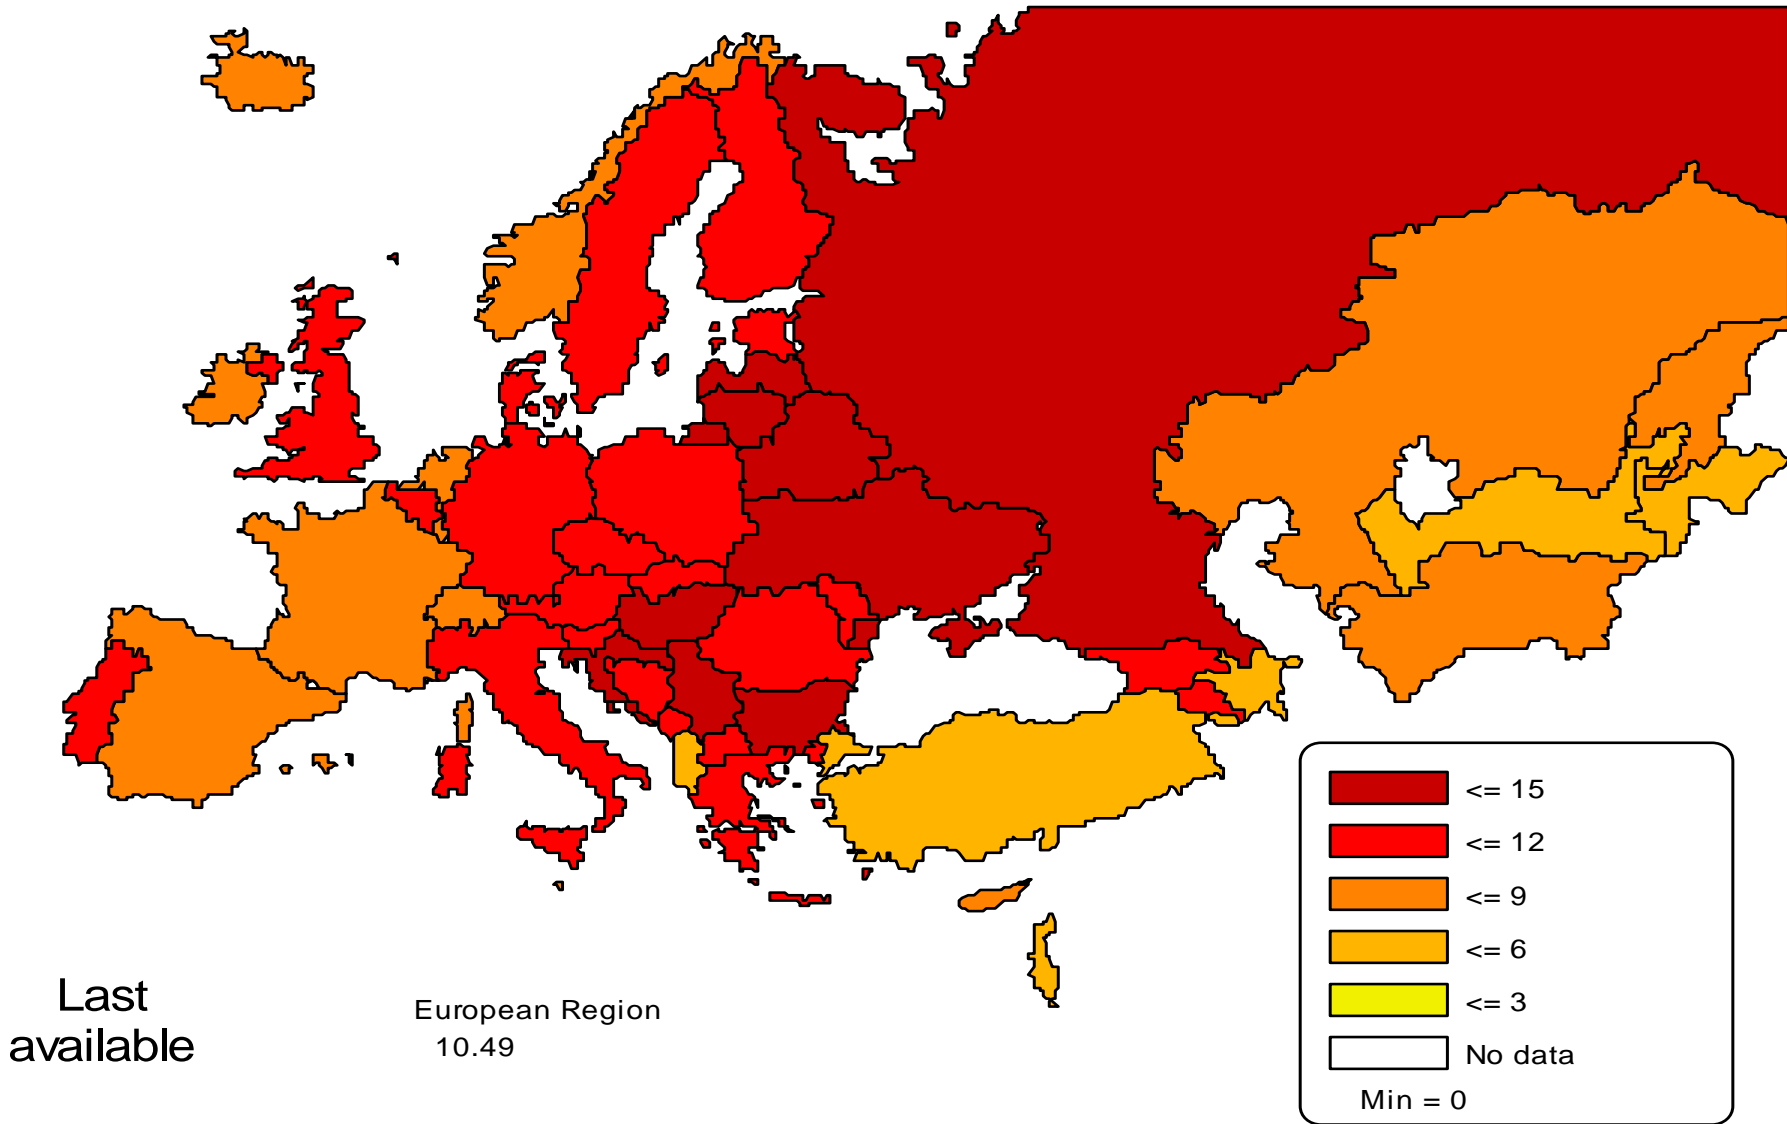 <= 15
<= 12
<= 9
<= 6
<= 3
No data
Min = 0
Last
available
European Region
10.49